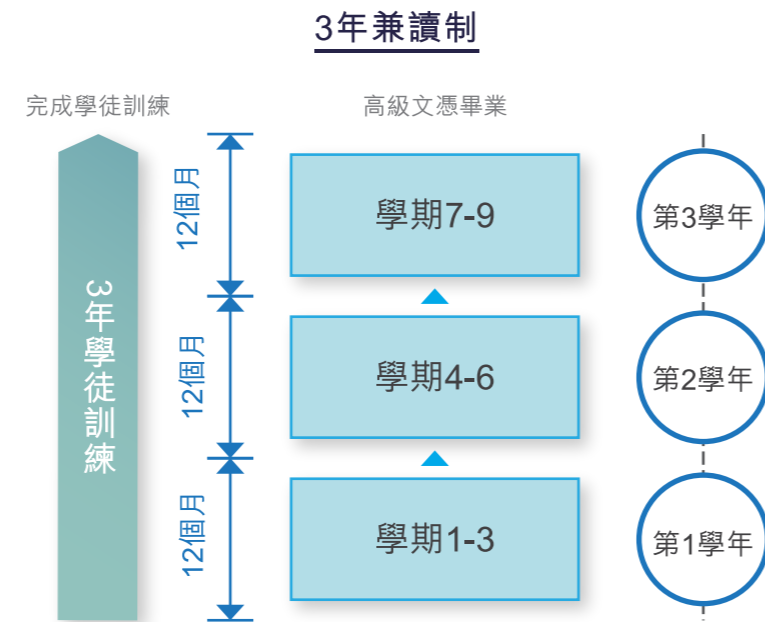 3年兼讀制
完成學徒訓練
高級文憑畢業
3年學徒訓練
12個月
學期7-9
第3學年
12個月
學期4-6
第2學年
12個月
學期1-3
第1學年